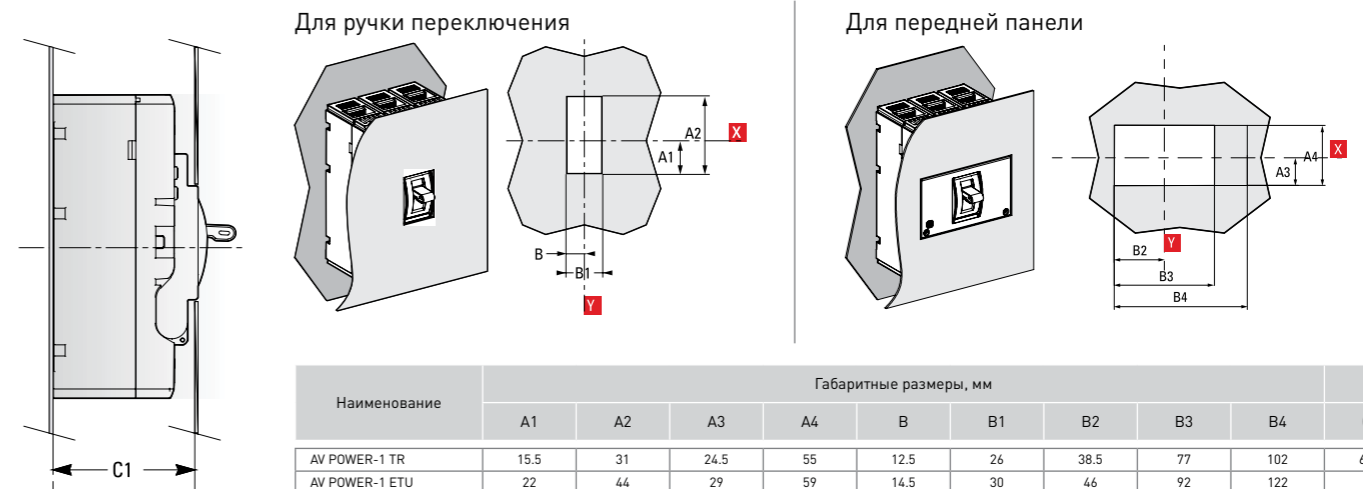 Для ручки переключения
Для передней панели
A2
X
A1
B
B1
Y
A4
X
A3
Y
B2
B3
B4
C1
Наименование
Габаритные размеры, мм
A1 A2 A3 A4 B B1 B2 B3 B4
AV POWER-1 TR 15.5 31 24.5 55 12.5 26 38.5 77 102
AV POWER-1 ETU 22 44 29 59 14.5 30 46 92 122